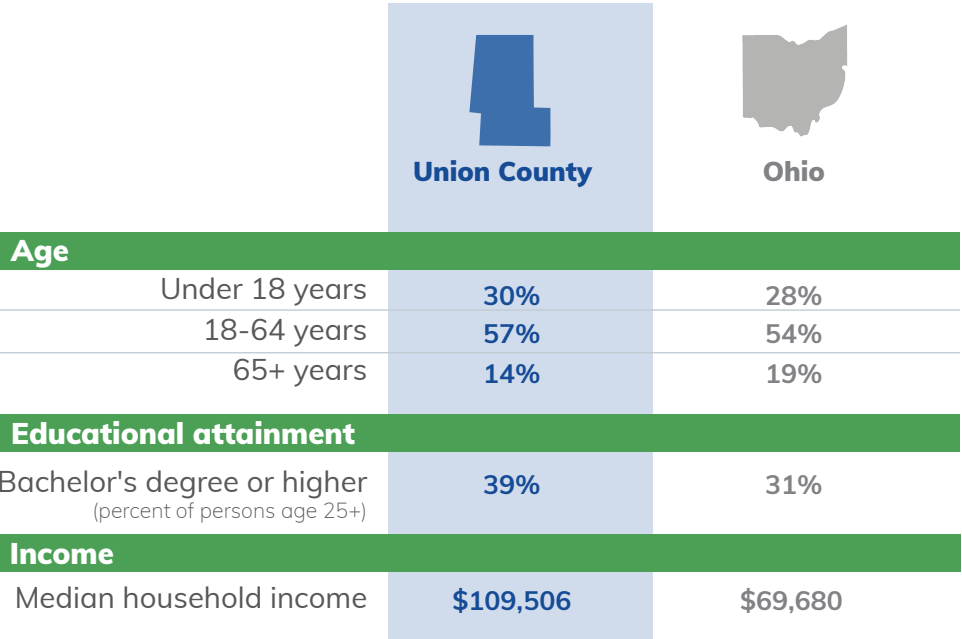 Union County
Ohio
Age
Under 18 years 30% 28%
18-64 years 57% 54%
65+ years 14% 19%
Educational attainment
Bachelor's degree or higher 39% 31%
(percent of persons age 25+)
Income
Median household income $109,506 $69,680